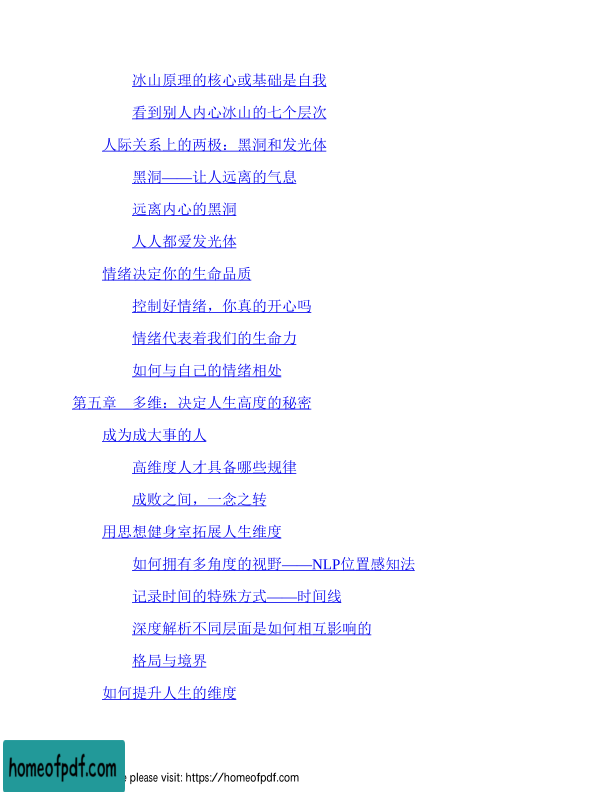 冰山原理的核心或基础是自我
看到别人内心冰山的七个层次
人际关系上的两极：黑洞和发光体
黑洞——让人远离的气息
远离内心的黑洞
人人都爱发光体
情绪决定你的生命品质
控制好情绪，你真的开心吗
情绪代表着我们的生命力
如何与自己的情绪相处
第五章　多维：决定人生高度的秘密
成为成大事的人
高维度人才具备哪些规律
成败之间，一念之转
用思想健身室拓展人生维度
如何拥有多角度的视野——NLP位置感知法
记录时间的特殊方式——时间线
深度解析不同层面是如何相互影响的
格局与境界
如何提升人生的维度
homeofpdf.com
please visit: https://homeofpdf.com